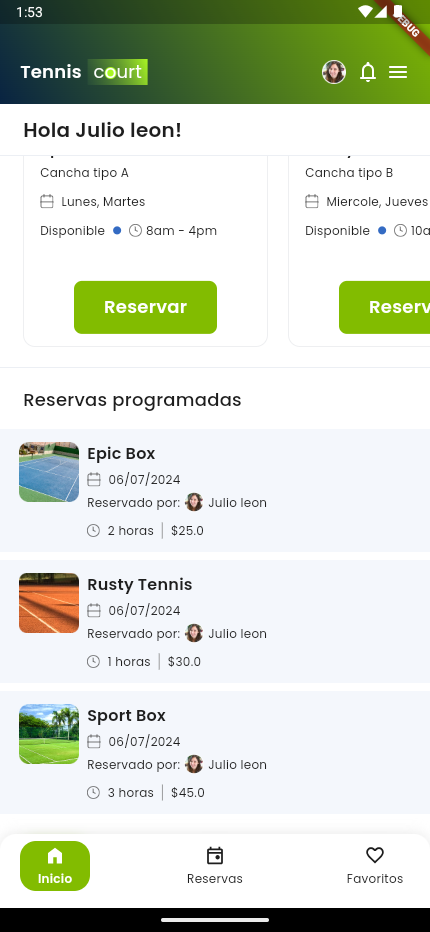 1:53
DEBUG
Tennis court
Hola Julio leon!
Cancha tipo A
Lunes, Martes
Disponible 8am - 4pm
Reservar
Cancha tipo B
Miercole, Jueves
Disponible 10a
Reserv
Reservas programadas
Epic Box
06/07/2024
Reservado por: Julio leon
2 horas | $25.0
Rusty Tennis
06/07/2024
Reservado por: Julio leon
1 horas | $30.0
Sport Box
06/07/2024
Reservado por: Julio leon
3 horas | $45.0
Inicio
Reservas
Favoritos